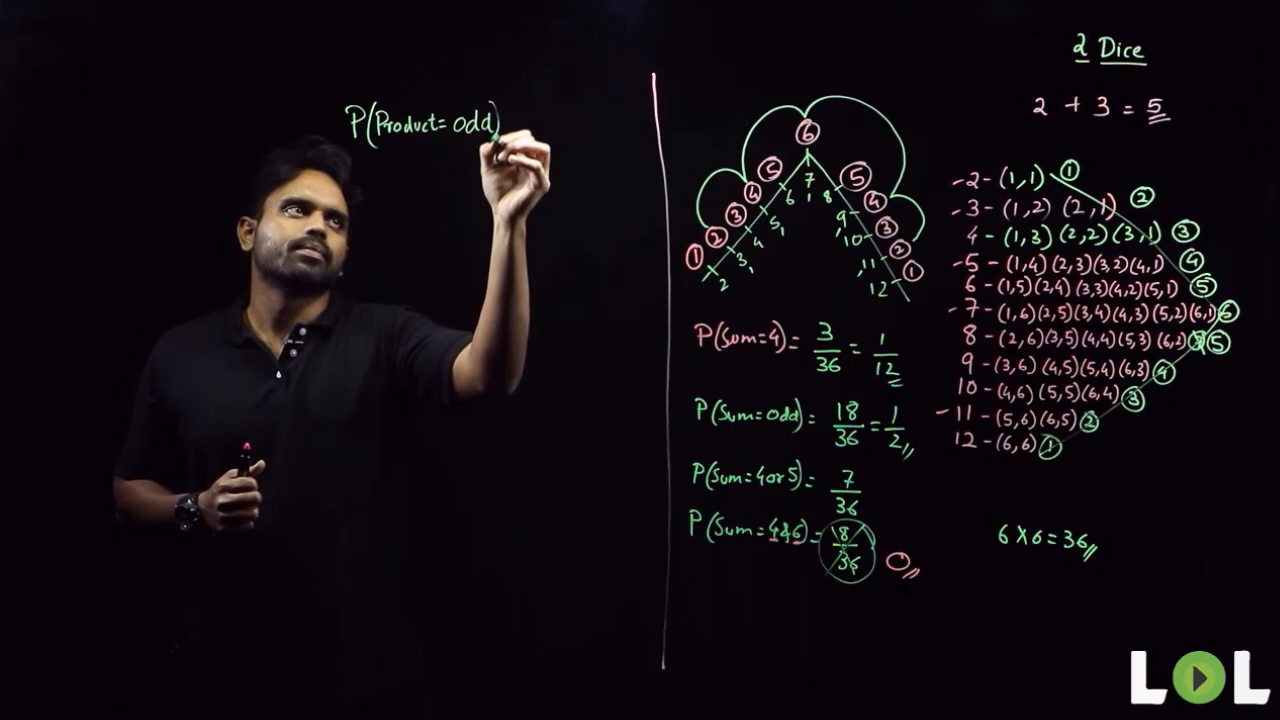 P(Product=odd)
2 Dice
2 + 3 = 5
6
5 5
4 4
3 3
2 2
1 1
7
6 8
5, 9,
4 10
3, ,11
2 12
-2 - (1,1) 1
-3 - (1,2) (2,1) 2
4 - (1,3) (2,2) (3,1) 3
-5 - (1,4) (2,3) (3,2) (4,1) 4
6 - (1,5) (2,4) (3,3) (4,2) (5,1) 5
-7 - (1,6) (2,5) (3,4) (4,3) (5,2) (6,1) 6
8 - (2,6) (3,5) (4,4) (5,3) (6,2) 5
9 - (3,6) (4,5) (5,4) (6,3) 4
10 - (4,6) (5,5) (6,4) 3
-11 - (5,6) (6,5) 2
12 - (6,6) 1
P(Sum=4) = 3/36 = 1/12
P(Sum=odd) = 18/36 = 1/2
P(Sum=4or5) = 7/36
P(Sum=4&6) = 8/36 0
6 X 6 = 36
LOL